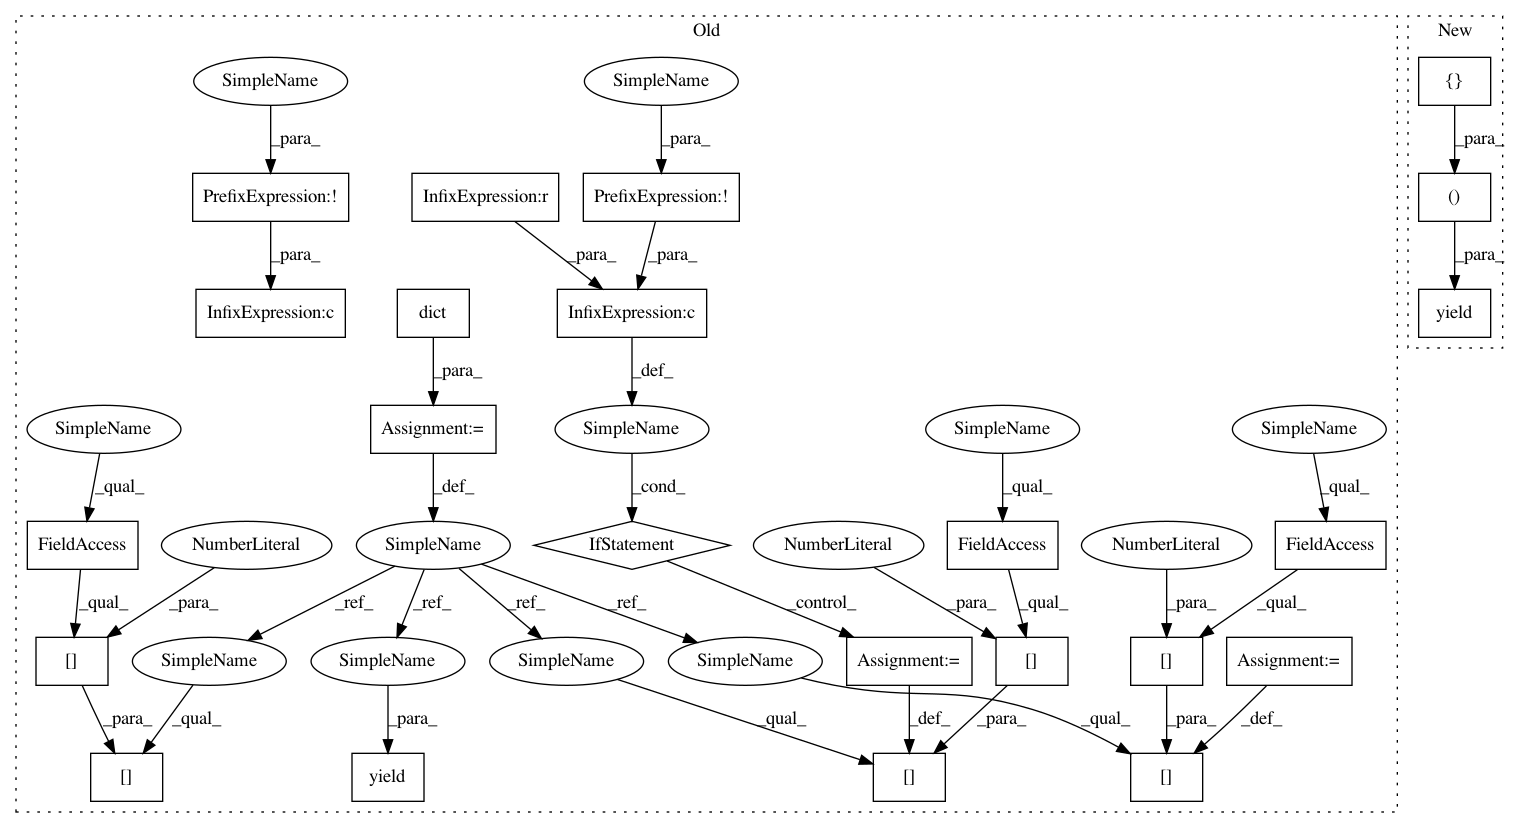 Old
New
SimpleName
SimpleName
{}
_para_
_para_
_para_
PrefixExpression:!
InfixExpression:r
PrefixExpression:!
()
_para_
_para_
_para_
_para_
InfixExpression:c
dict
InfixExpression:c
yield
_para_
_def_
SimpleName
Assignment:=
SimpleName
SimpleName
SimpleName
_qual_
_def_
_cond_
_qual_
_qual_
FieldAccess
NumberLiteral
SimpleName
IfStatement
NumberLiteral
FieldAccess
NumberLiteral
FieldAccess
_qual_
_para_
_ref_
_ref_
_ref_
_ref_
_control_
_para_
_qual_
_para_
_qual_
[]
SimpleName
SimpleName
SimpleName
SimpleName
Assignment:=
[]
[]
Assignment:=
_para_
_qual_
_para_
_qual_
_def_
_para_
_qual_
_para_
_def_
[]
yield
[]
[]